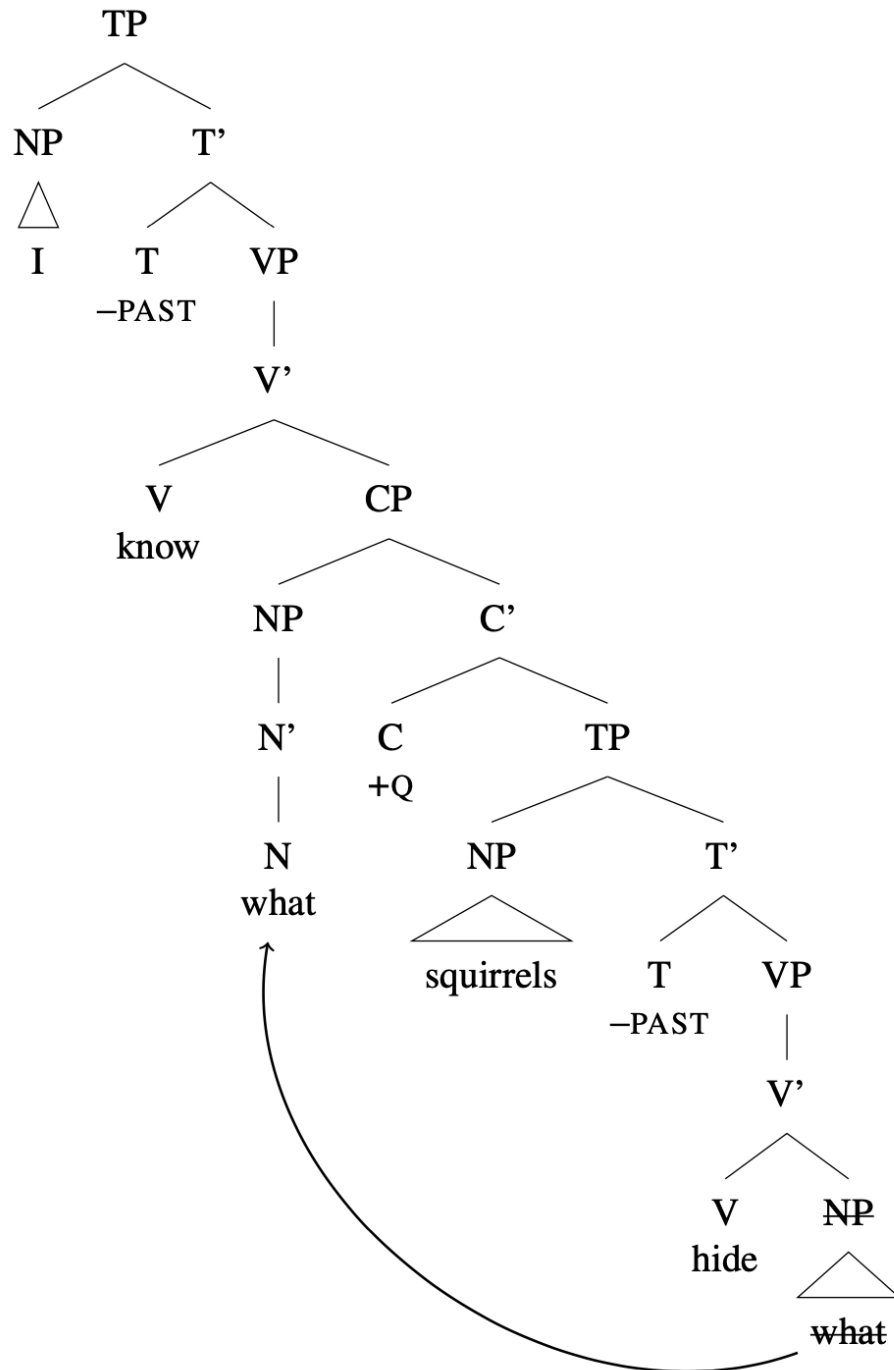 TP
NP T’
I T VP
–PAST
V’
V CP
know
NP C’
N’ C TP
+Q
N NP T’
what
squirrels T VP
–PAST
V’
V NP
hide
what